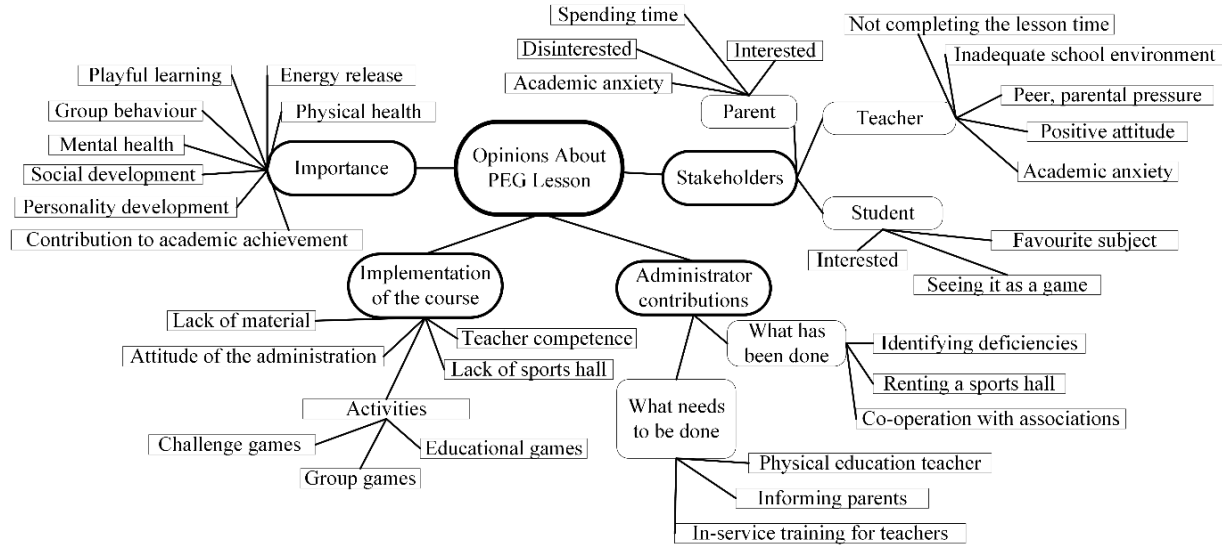 Opinions About
PEG Lesson
Importance
Playful learning
Energy release
Group behaviour
Physical health
Mental health
Social development
Personality development
Contribution to academic achievement
Stakeholders
Parent
Spending time
Disinterested
Interested
Academic anxiety
Teacher
Not completing the lesson time
Inadequate school environment
Peer, parental pressure
Positive attitude
Academic anxiety
Student
Interested
Favourite subject
Seeing it as a game
Implementation
of the course
Lack of material
Attitude of the administration
Teacher competence
Lack of sports hall
Activities
Challenge games
Educational games
Group games
Administrator
contributions
What has
been done
Identifying deficiencies
Renting a sports hall
Co-operation with associations
What needs
to be done
Physical education teacher
Informing parents
In-service training for teachers